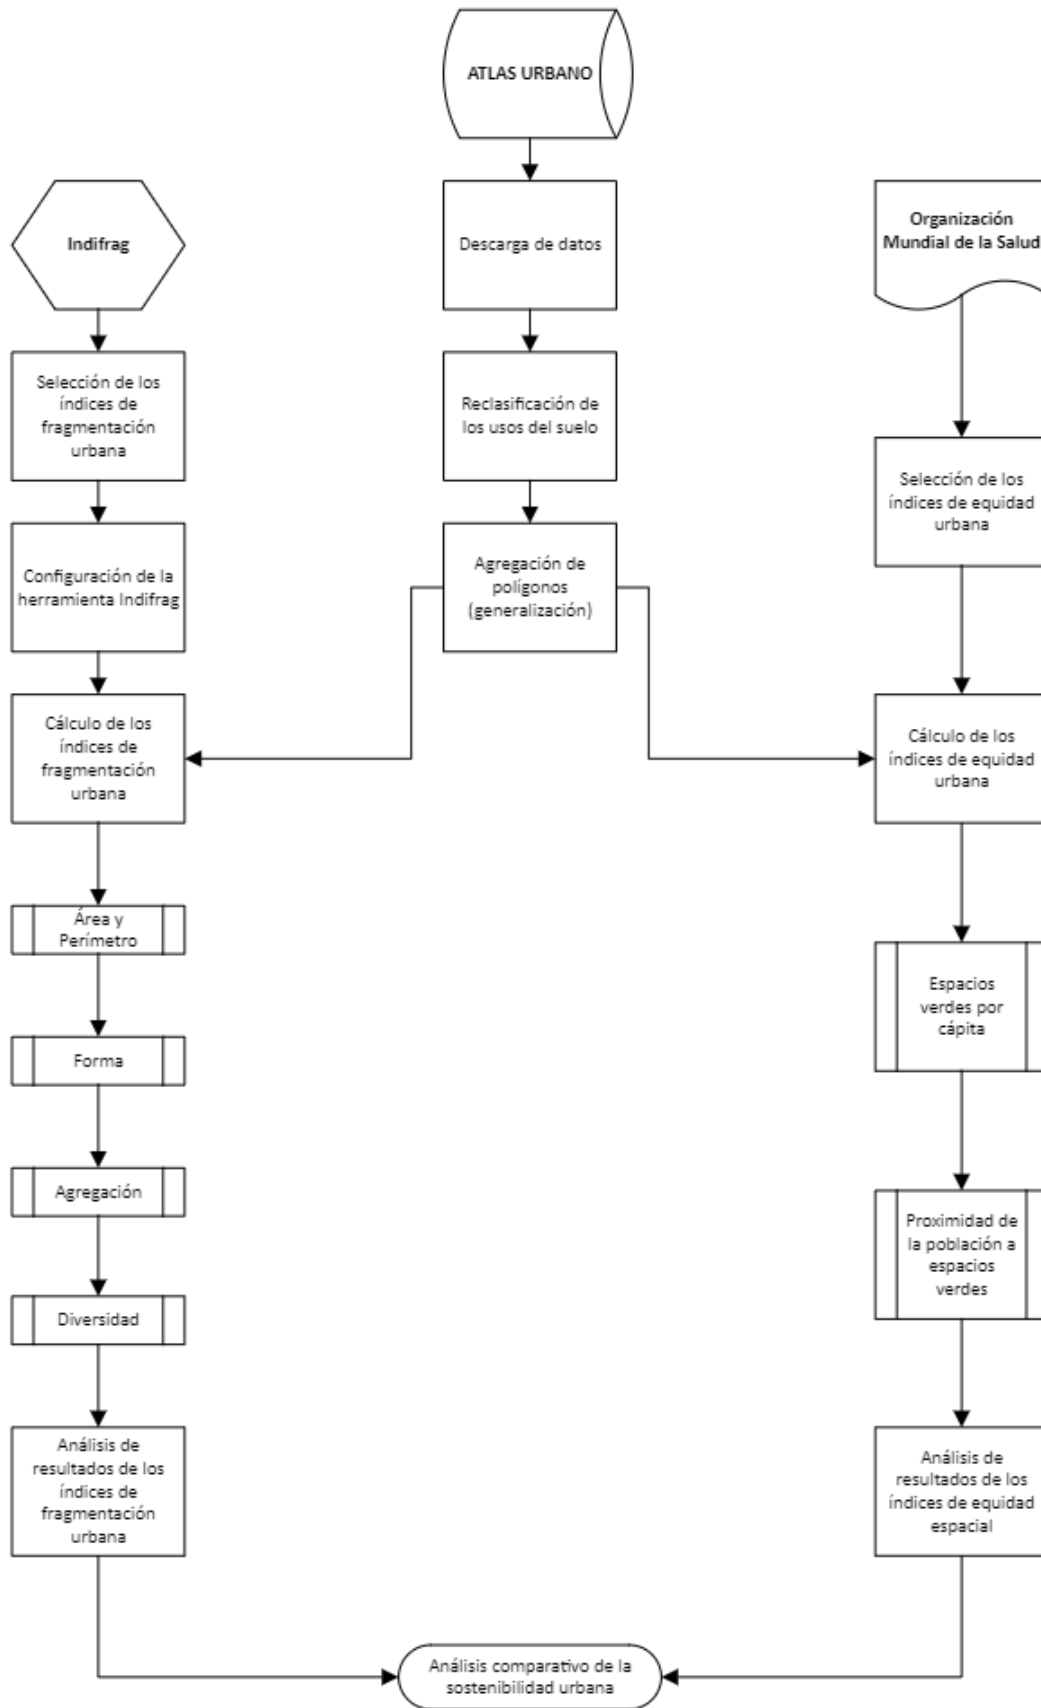 ATLAS URBANO
Indifrag
Descarga de datos
Organización
Mundial de la Salud
Selección de los
índices de
fragmentación
urbana
Reclasificación de
los usos del suelo
Selección de los
índices de equidad
urbana
Configuración de la
herramienta Indifrag
Agregación de
polígonos
(generalización)
Cálculo de los
índices de
fragmentación
urbana
Cálculo de los
índices de equidad
urbana
Área y
Perímetro
Espacios
verdes por
cápita
Forma
Agregación
Proximidad de
la población a
espacios
verdes
Diversidad
Análisis de
resultados de los
índices de
fragmentación
urbana
Análisis de
resultados de los
índices de equidad
espacial
Análisis comparativo de la
sostenibilidad urbana